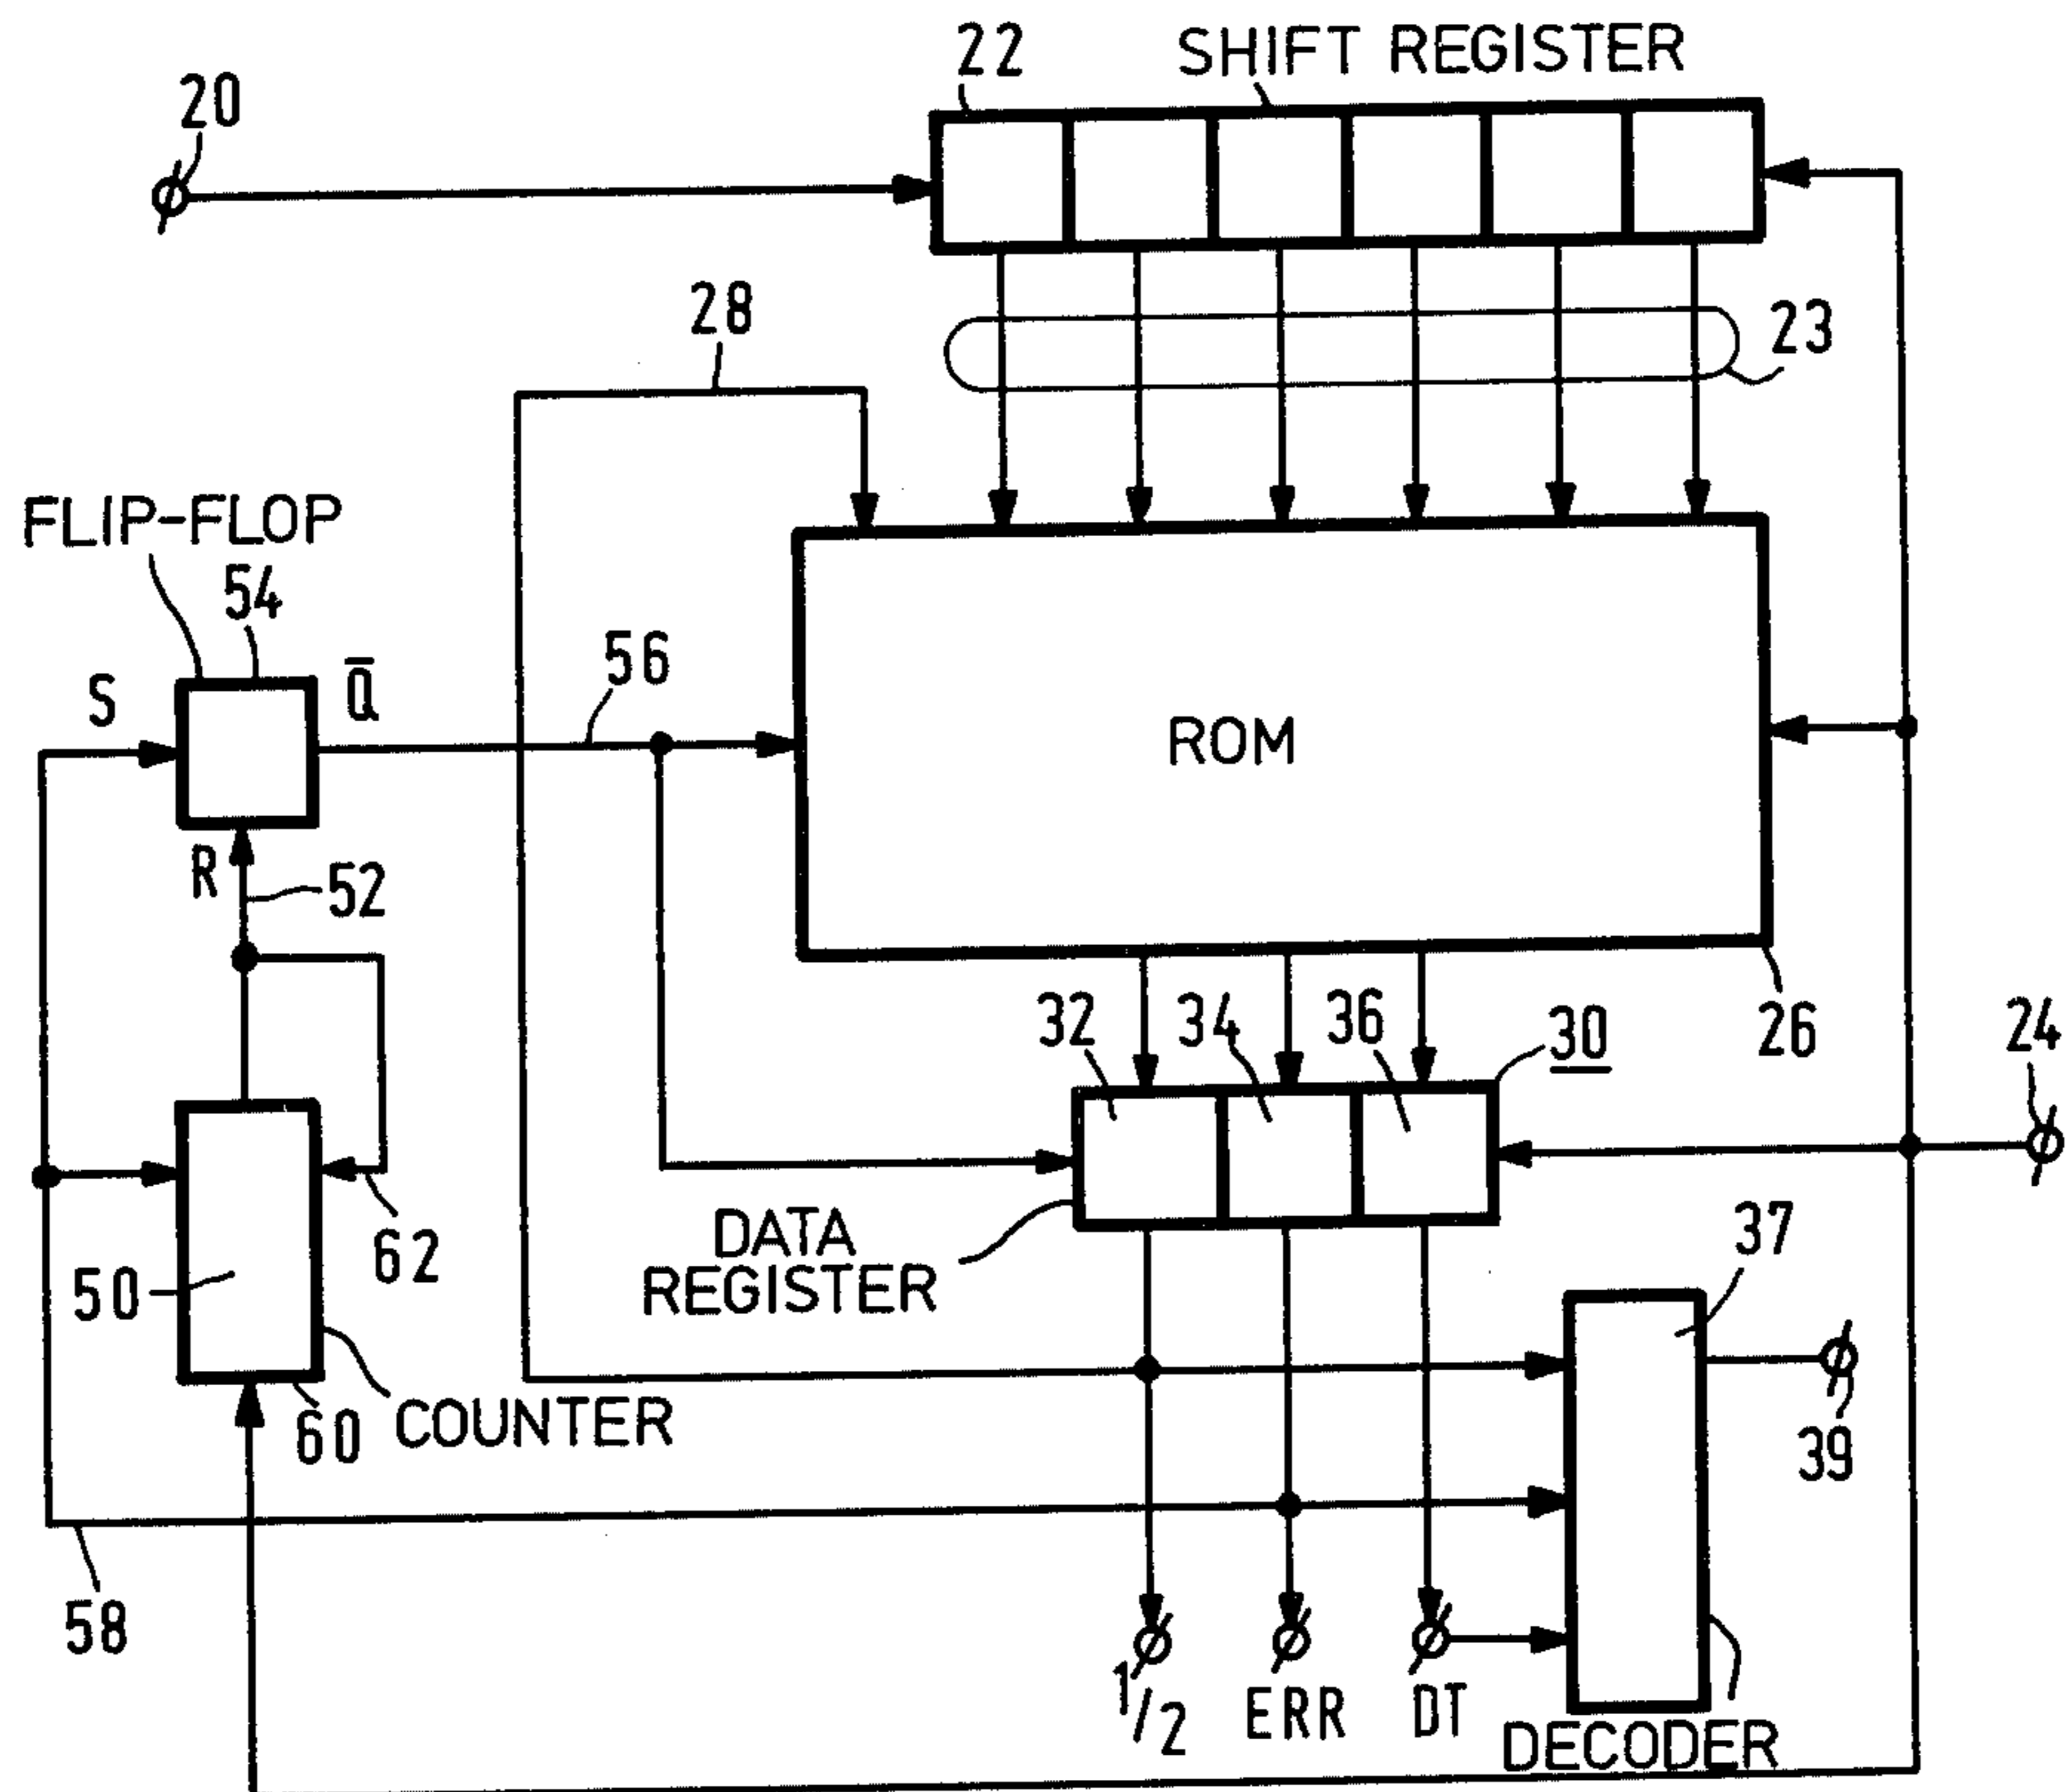 22 SHIFT REGISTER
20
28
23
FLIP-FLOP
54
56
S
Q̄
ROM
R
52
32 34 36 30
26
24
62
50
DATA
REGISTER
37
60 COUNTER
39
58
1/2
ERR
DT
DECODER